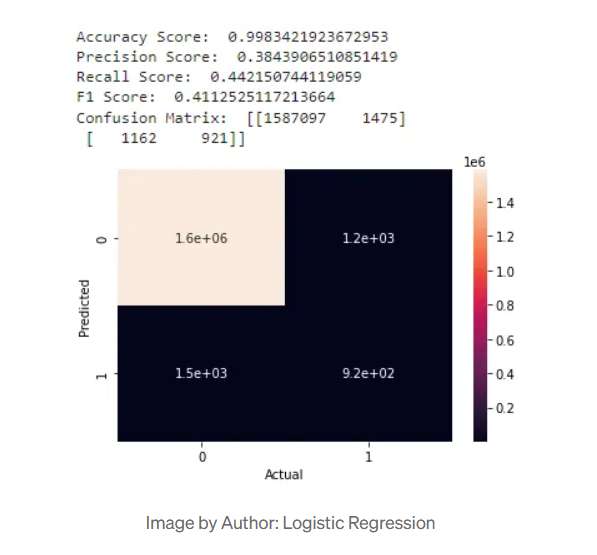 Accuracy Score: 0.9983421923672953
Precision Score: 0.3843906510851419
Recall Score: 0.442150744119059
F1 Score: 0.4112525117213664
Confusion Matrix: [[1587097 1475]
[ 1162 921]]
1e6
1.4
1.2
1.0
0.8
0.6
0.4
0.2
Predicted
0
1
1.6e+06 1.2e+03
1.5e+03 9.2e+02
0 1
Actual
Image by Author: Logistic Regression